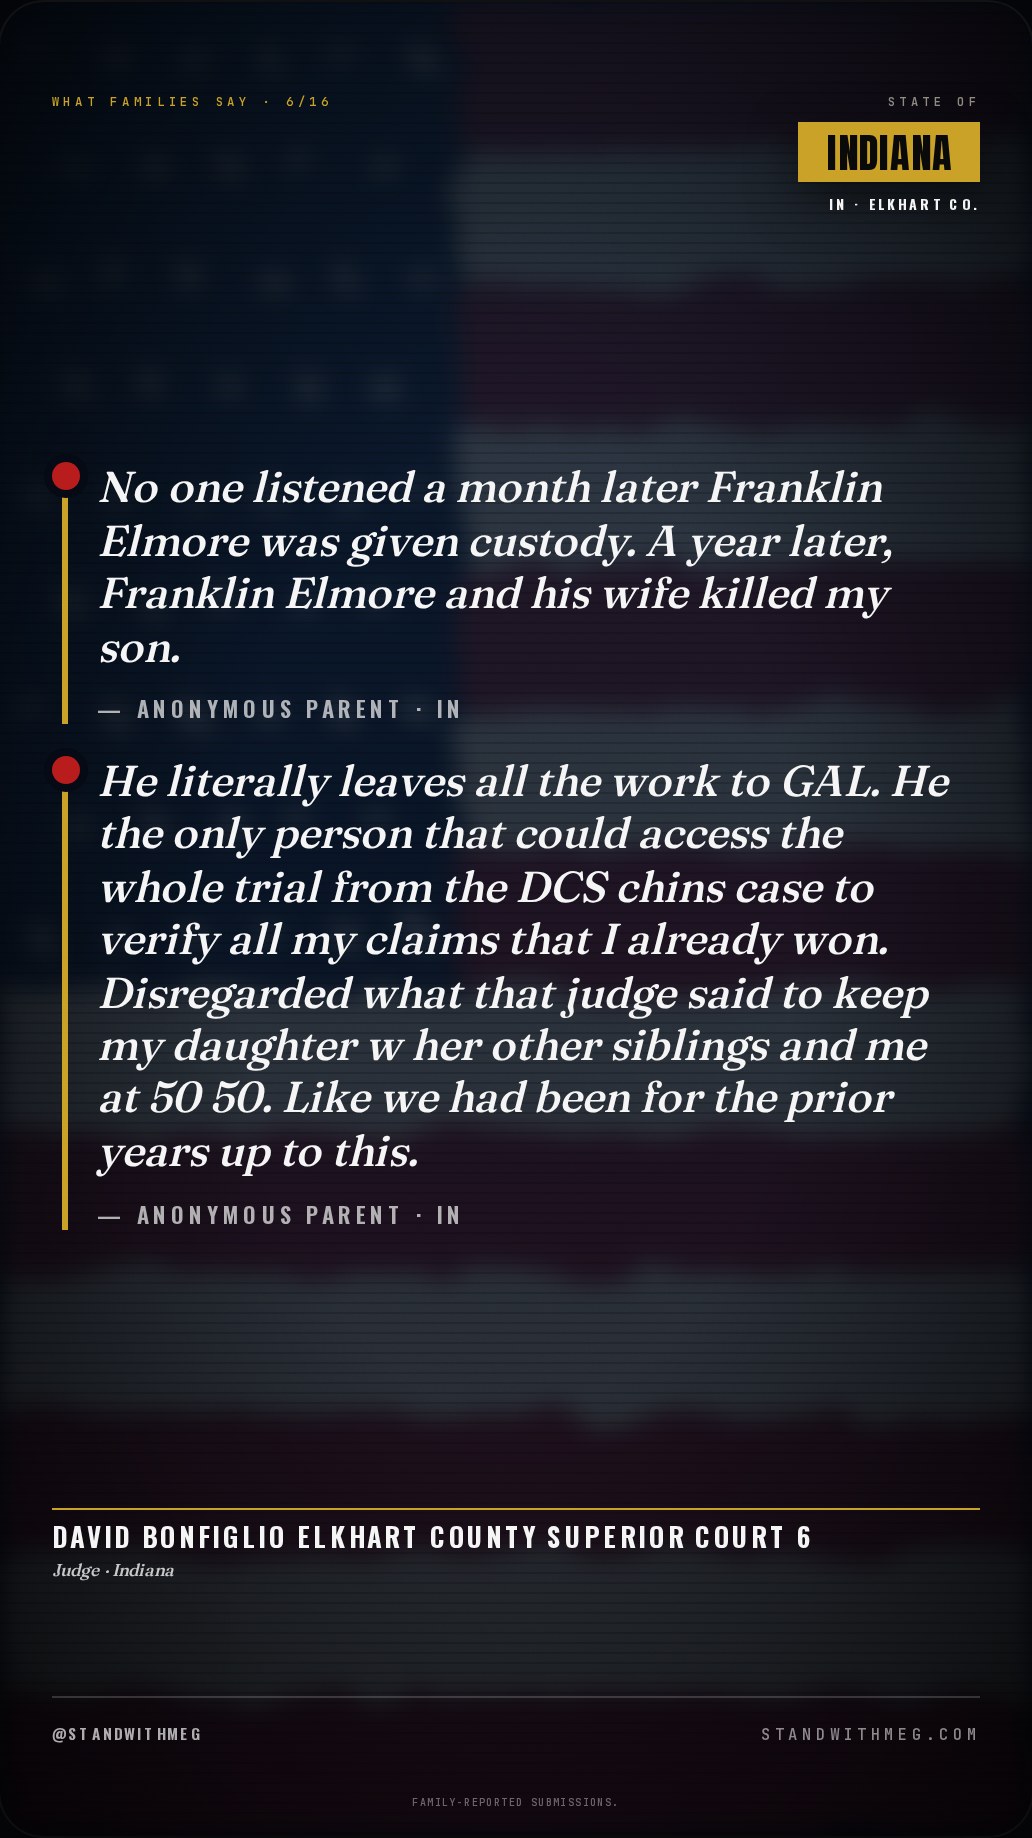 WHAT FAMILIES SAY · 6/16
STATE OF
INDIANA
IN · ELKHART CO.
No one listened a month later Franklin
Elmore was given custody. A year later,
Franklin Elmore and his wife killed my
son.
— ANONYMOUS PARENT · IN
He literally leaves all the work to GAL. He
the only person that could access the
whole trial from the DCS chins case to
verify all my claims that I already won.
Disregarded what that judge said to keep
my daughter w her other siblings and me
at 50 50. Like we had been for the prior
years up to this.
— ANONYMOUS PARENT · IN
DAVID BONFIGLIO ELKHART COUNTY SUPERIOR COURT 6
Judge · Indiana
@STANDWITHMEG
STANDWITHMEG.COM
FAMILY-REPORTED SUBMISSIONS.